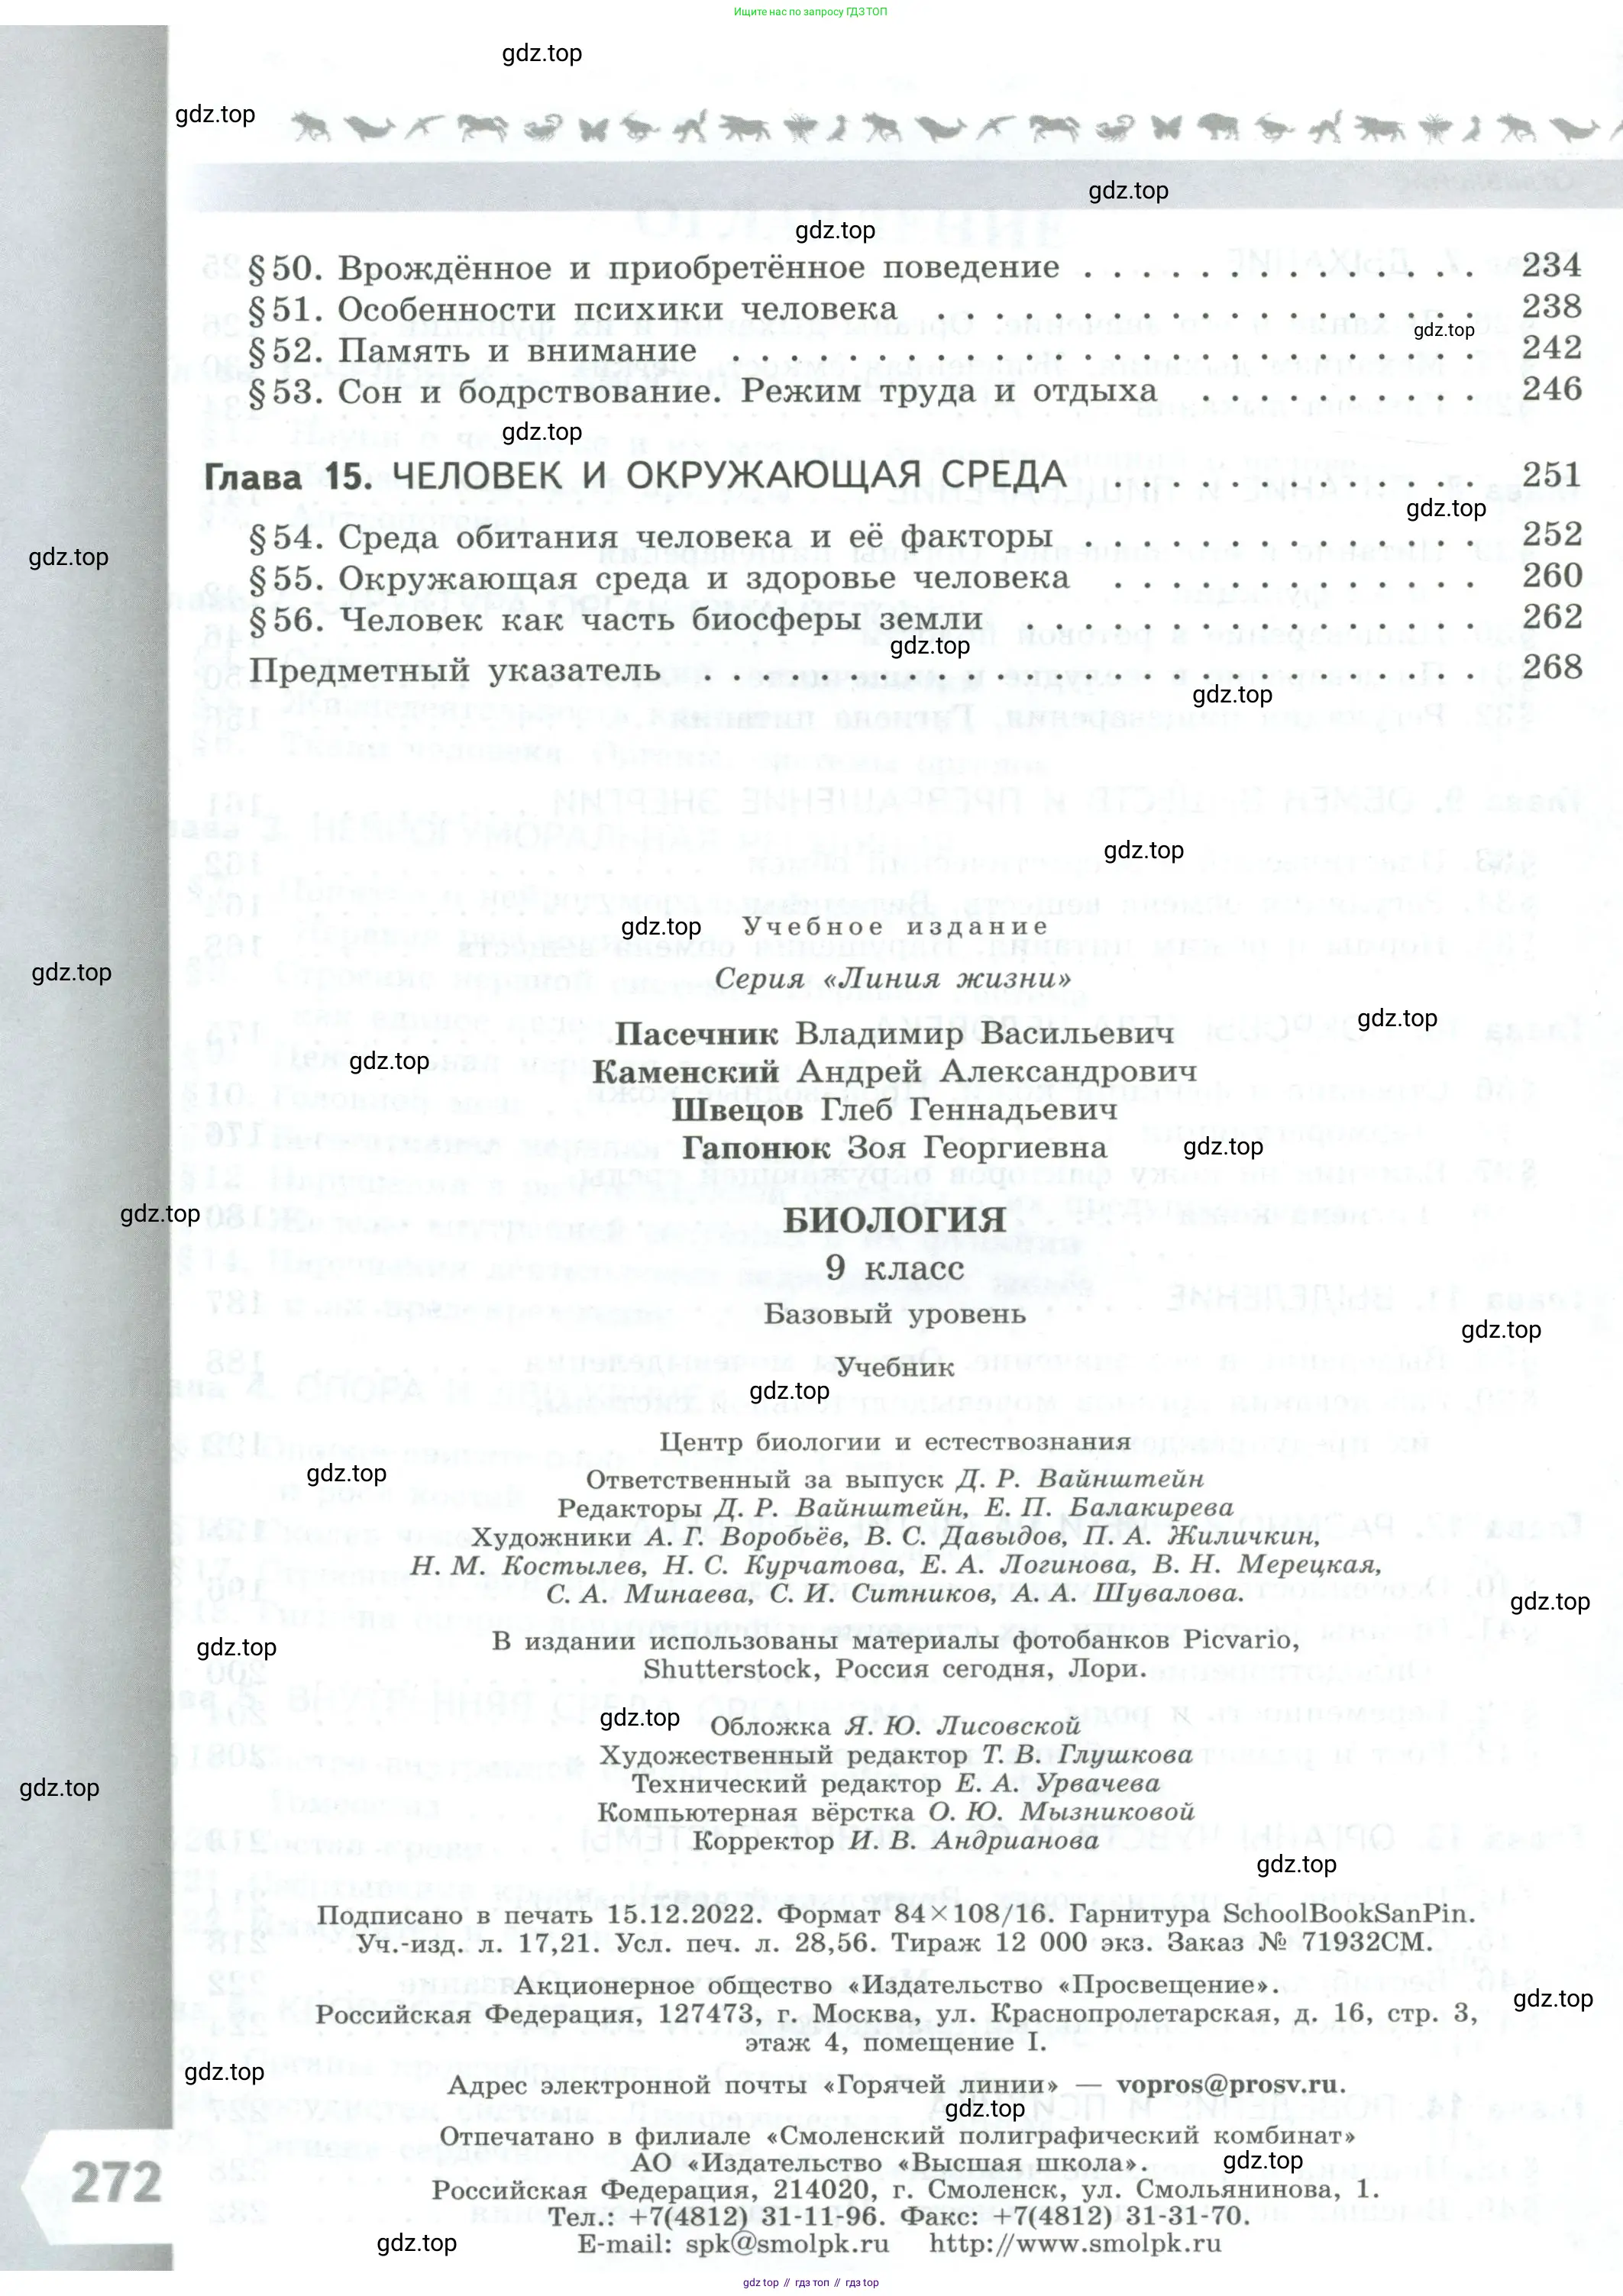 Ищите нас по запросу ГДЗ ТОП
gdz.top
gdz.top
gdz.top
gdz.top
§ 50. Врождённое и приобретённое поведение . . . . . . . . . . . . . . 234
§ 51. Особенности психики человека . . . . . . . . . . . . . . . . . . . 238
gdz.top
§ 52. Память и внимание . . . . . . . . . . . . . . . . . . . . . . . . . . 242
§ 53. Сон и бодрствование. Режим труда и отдыха . . . . . . . . . . 246
gdz.top
Глава 15. ЧЕЛОВЕК И ОКРУЖАЮЩАЯ СРЕДА . . . . . . . . . . . . . 251
gdz.top
§ 54. Среда обитания человека и её факторы . . . . . . . . . . . . . . 252
gdz.top
§ 55. Окружающая среда и здоровье человека . . . . . . . . . . . . . 260
§ 56. Человек как часть биосферы земли . . . . . . . . . . . . . . . . 262
gdz.top
Предметный указатель . . . . . . . . . . . . . . . . . . . . . . . . . . . 268
gdz.top
gdz.top
gdz.top
Учебное издание
gdz.top
Серия «Линия жизни»
gdz.top
Пасечник Владимир Васильевич
gdz.top
Каменский Андрей Александрович
Швецов Глеб Геннадьевич
Гапонюк Зоя Георгиевна
gdz.top
gdz.top
БИОЛОГИЯ
9 класс
Базовый уровень
gdz.top
Учебник
gdz.top
Центр биологии и естествознания
gdz.top
Ответственный за выпуск Д. Р. Вайнштейн
Редакторы Д. Р. Вайнштейн, Е. П. Балакирева
Художники А. Г. Воробьёв, В. С. Давыдов, П. А. Жиличкин,
Н. М. Костылев, Н. С. Курчатова, Е. А. Логинова, В. Н. Мерецкая,
С. А. Минаева, С. И. Ситников, А. А. Шувалова.
gdz.top
gdz.top
В издании использованы материалы фотобанков Picvario,
Shutterstock, Россия сегодня, Лори.
gdz.top
Обложка Я. Ю. Лисовской
Художественный редактор Т. В. Глушкова
Технический редактор Е. А. Урвачева
gdz.top
Компьютерная вёрстка О. Ю. Мызниковой
Корректор И. В. Андрианова
gdz.top
Подписано в печать 15.12.2022. Формат 84×108/16. Гарнитура SchoolBookSanPin.
Уч.-изд. л. 17,21. Усл. печ. л. 28,56. Тираж 12 000 экз. Заказ № 71932СМ.
Акционерное общество «Издательство «Просвещение».
gdz.top
Российская Федерация, 127473, г. Москва, ул. Краснопролетарская, д. 16, стр. 3,
этаж 4, помещение I.
gdz.top
Адрес электронной почты «Горячей линии» — vopros@prosv.ru.
gdz.top
Отпечатано в филиале «Смоленский полиграфический комбинат»
АО «Издательство «Высшая школа».
gdz.top
272
Российская Федерация, 214020, г. Смоленск, ул. Смольянинова, 1.
Тел.: +7(4812) 31-11-96. Факс: +7(4812) 31-31-70.
gdz.top
E-mail: spk@smolpk.ru http://www.smolpk.ru
gdz top // гдз топ // гдз top